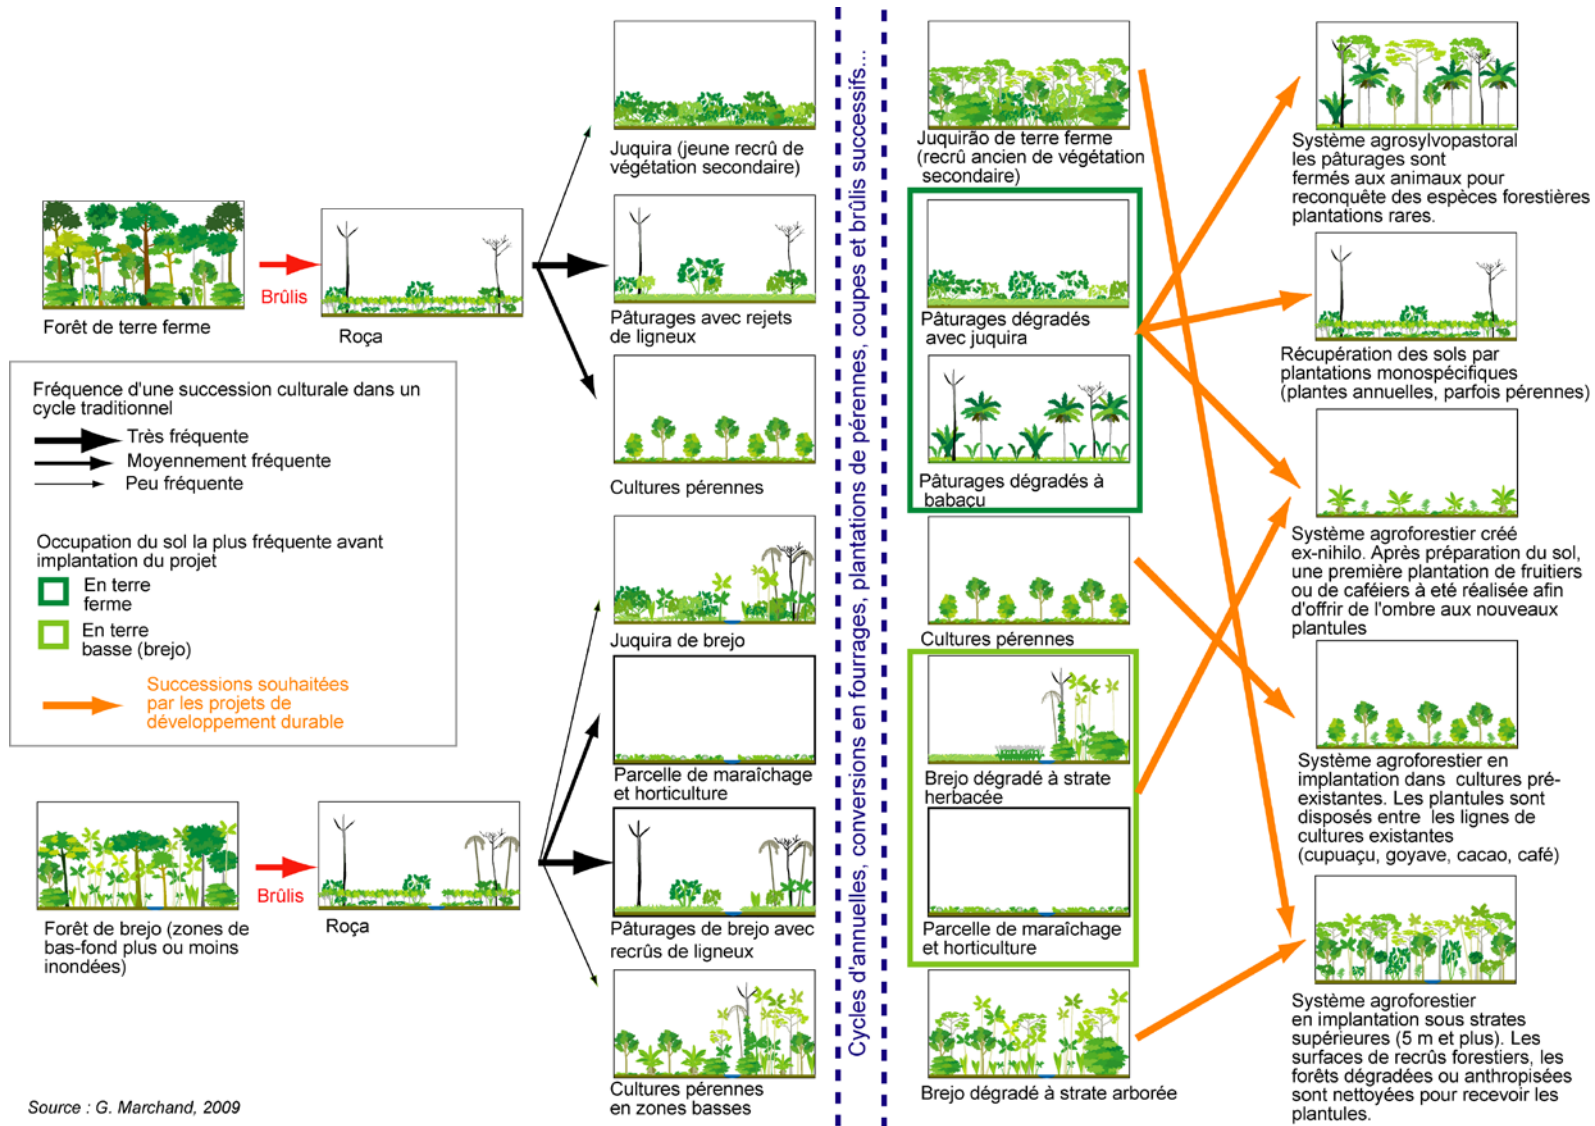 Forêt de terre ferme
Brûlis
Roça
Juquira (jeune recrû de
végétation secondaire)
Pâturages avec rejets
de ligneux
Cultures pérennes
Fréquence d'une succession culturale dans un
cycle traditionnel
Très fréquente
Moyennement fréquente
Peu fréquente
Occupation du sol la plus fréquente avant
implantation du projet
En terre
ferme
En terre
basse (brejo)
Successions souhaitées
par les projets de
développement durable
Forêt de brejo (zones de
bas-fond plus ou moins
inondées)
Brûlis
Roça
Juquira de brejo
Parcelle de maraîchage
et horticulture
Pâturages de brejo avec
recrûs de ligneux
Cultures pérennes
en zones basses
Source : G. Marchand, 2009
Cycles d'annuelles, conversions en fourrages, plantations de pérennes, coupes et brûlis successifs...
Juquirão de terre ferme
(recrû ancien de végétation
secondaire)
Pâturages dégradés
avec juquira
Pâturages dégradés à
babaçu
Cultures pérennes
Brejo dégradé à strate
herbacée
Parcelle de maraîchage
et horticulture
Brejo dégradé à strate arborée
Système agrosylvopastoral
les pâturages sont
fermés aux animaux pour
reconquête des espèces forestières
plantations rares.
Récupération des sols par
plantations monospécifiques
(plantes annuelles, parfois pérennes)
Système agroforestier créé
ex-nihilo. Après préparation du sol,
une première plantation de fruitiers
ou de caféiers à eté réalisée afin
d'offrir de l'ombre aux nouveaux
plantules
Système agroforestier en
implantation dans cultures pré-
existantes. Les plantules sont
disposés entre les lignes de
cultures existantes
(cupuaçu, goyave, cacao, café)
Système agroforestier
en implantation sous strates
supérieures (5 m et plus). Les
surfaces de recrûs forestiers, les
forêts dégradées ou anthropisées
sont nettoyées pour recevoir les
plantules.